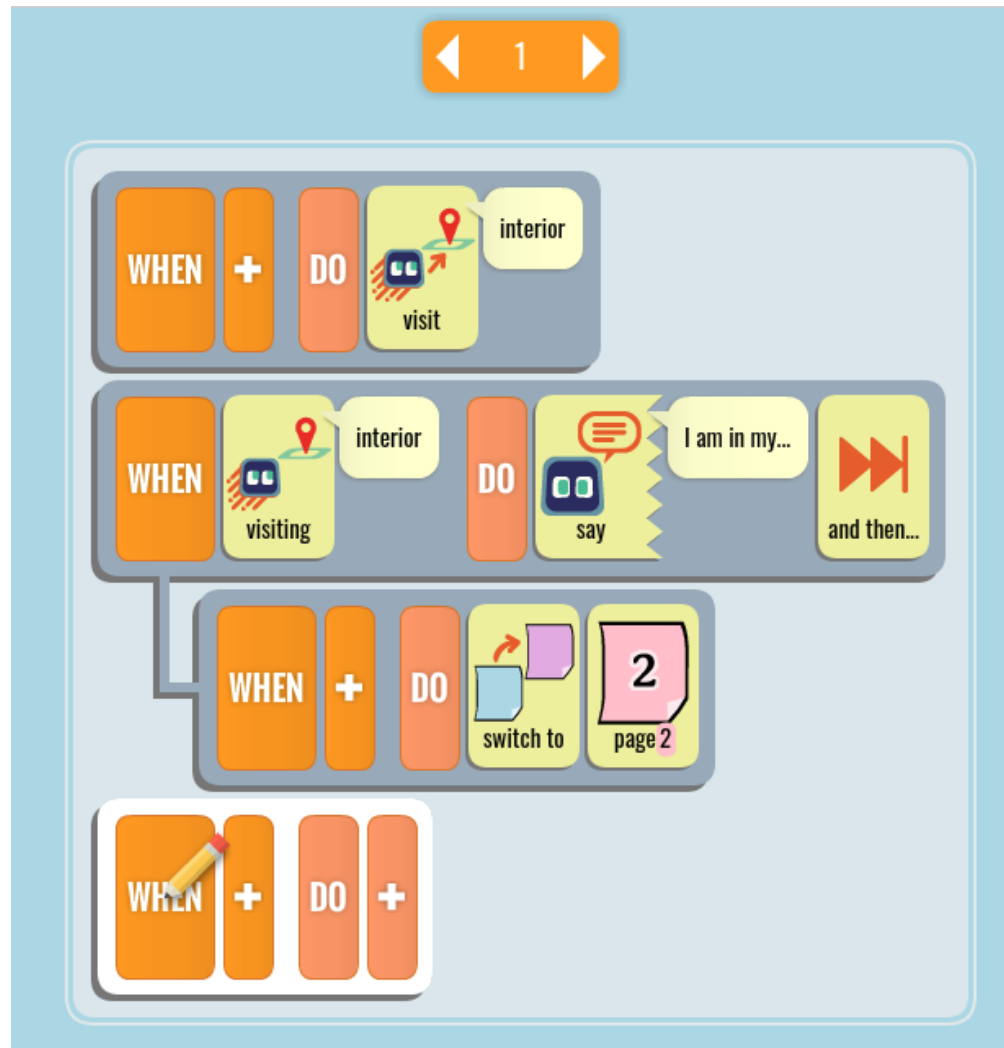 1
WHEN + DO visit interior
WHEN visiting interior DO say I am in my... and then...
WHEN + DO switch to 2 page 2
WHEN + DO +